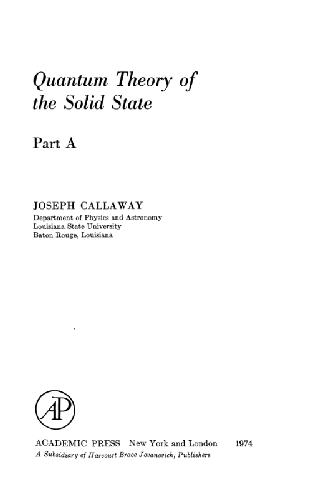 Quantum Theory of
the Solid State
Part A
JOSEPH CALLAWAY
Department of Physics and Astronomy
Louisiana State University
Baton Rouge, Louisiana
AP
ACADEMIC PRESS New York and London 1974
A Subsidiary of Harcourt Brace Jovanovich, Publishers